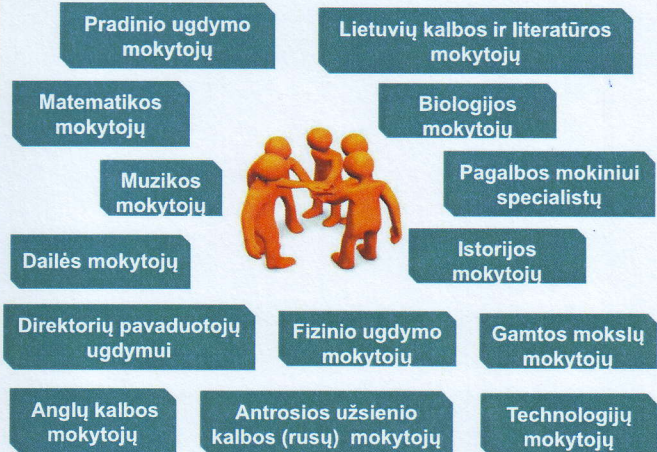 Pradinio ugdymo
mokytojų
Lietuvių kalbos ir literatūros
mokytojų
Matematikos
mokytojų
Biologijos
mokytojų
Muzikos
mokytojų
Pagalbos mokiniui
specialistų
Dailės mokytojų
Istorijos
mokytojų
Direktorių pavaduotojų
ugdymui
Fizinio ugdymo
mokytojų
Gamtos mokslų
mokytojų
Anglų kalbos
mokytojų
Antrosios užsienio
kalbos (rusų) mokytojų
Technologijų
mokytojų